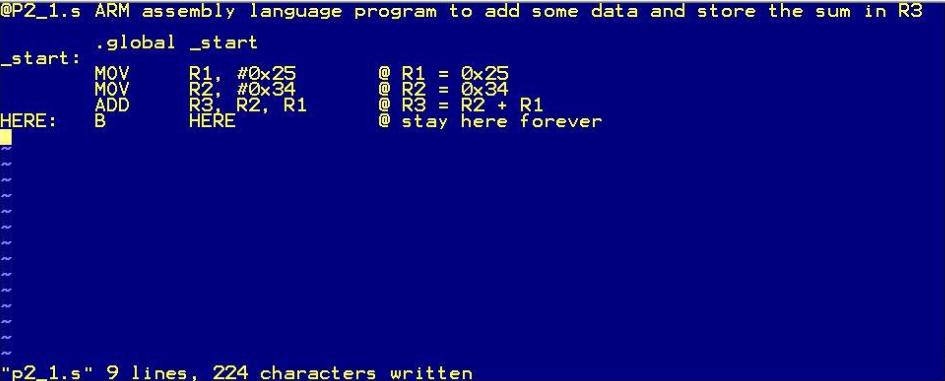 @P2_1.s ARM assembly language program to add some data and store the sum in R3
.global _start
_start:
MOV R1, #0x25 @ R1 = 0x25
MOV R2, #0x34 @ R2 = 0x34
ADD R3, R2, R1 @ R3 = R2 + R1
HERE: B HERE @ stay here forever
~
~
~
~
~
~
~
~
~
~
~
~
~
~
"p2_1.s" 9 lines, 224 characters written